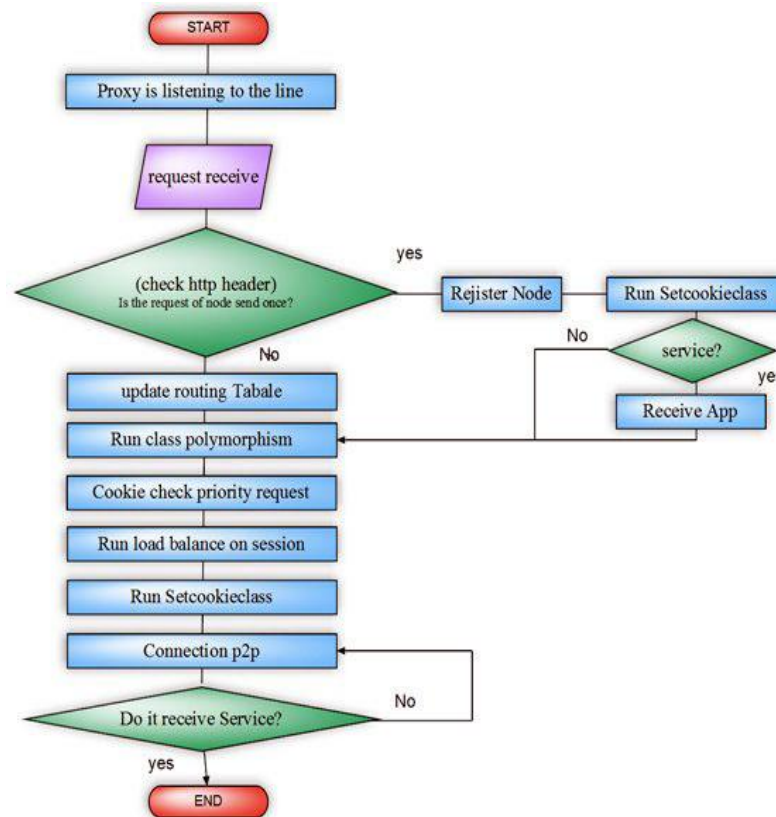 START
Proxy is listening to the line
request receive
(check http header)
Is the request of node send once?
yes
Rejister Node
Run Setcookieclass
No
service?
yes
Receive App
No
update routing Tabale
Run class polymorphism
Cookie check priority request
Run load balance on session
Run Setcookieclass
Connection p2p
Do it receive Service?
No
yes
END